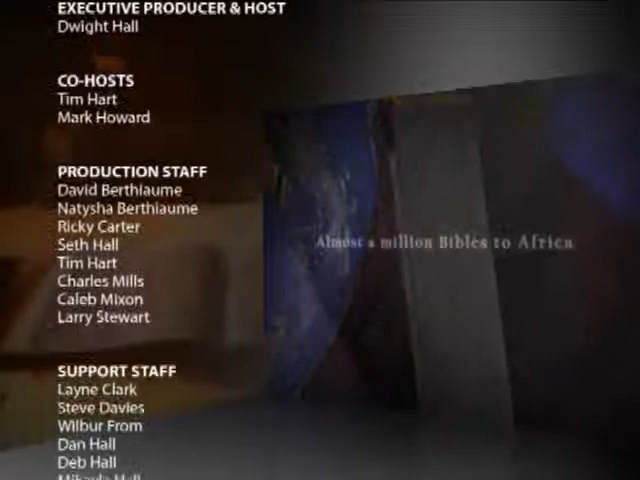 EXECUTIVE PRODUCER & HOST
Dwight Hall
CO-HOSTS
Tim Hart
Mark Howard
PRODUCTION STAFF
David Berthiaume
Natysha Berthiaume
Ricky Carter
Seth Hall
Tim Hart
Charles Mills
Caleb Mixon
Larry Stewart
SUPPORT STAFF
Layne Clark
Steve Davies
Wilbur From
Dan Hall
Deb Hall
Mikayla Hall
Almost a million Bibles to Africa